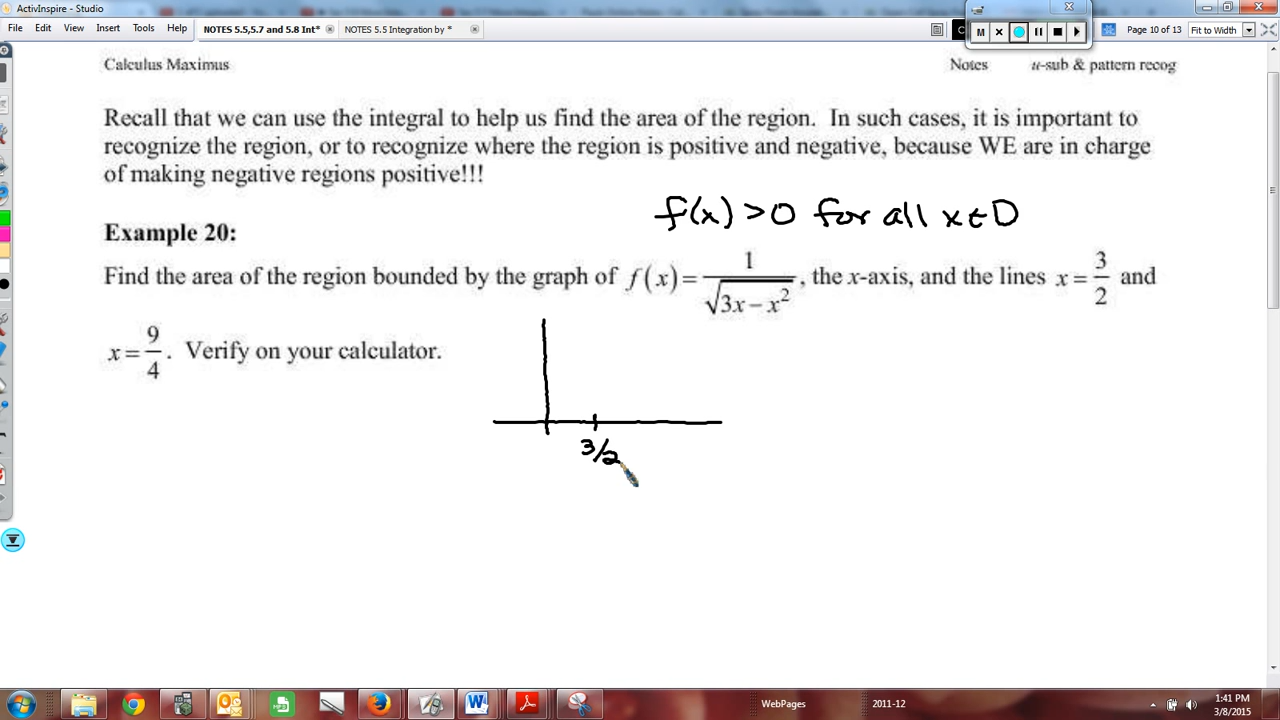 ActivInspire - Studio
File Edit View Insert Tools Help NOTES 5.5,5.7 and 5.8 Int* NOTES 5.5 Integration by * Page 10 of 13 Fit to Width
M
Calculus Maximus Notes u-sub & pattern recog
Recall that we can use the integral to help us find the area of the region. In such cases, it is important to
recognize the region, or to recognize where the region is positive and negative, because WE are in charge
of making negative regions positive!!!
f(x) > 0 for all x ∈ D
Example 20:
Find the area of the region bounded by the graph of f(x) = 1/√(3x − x²), the x-axis, and the lines x = 3/2 and
x = 9/4. Verify on your calculator.
3/2
WebPages 2011-12 1:41 PM
3/8/2015